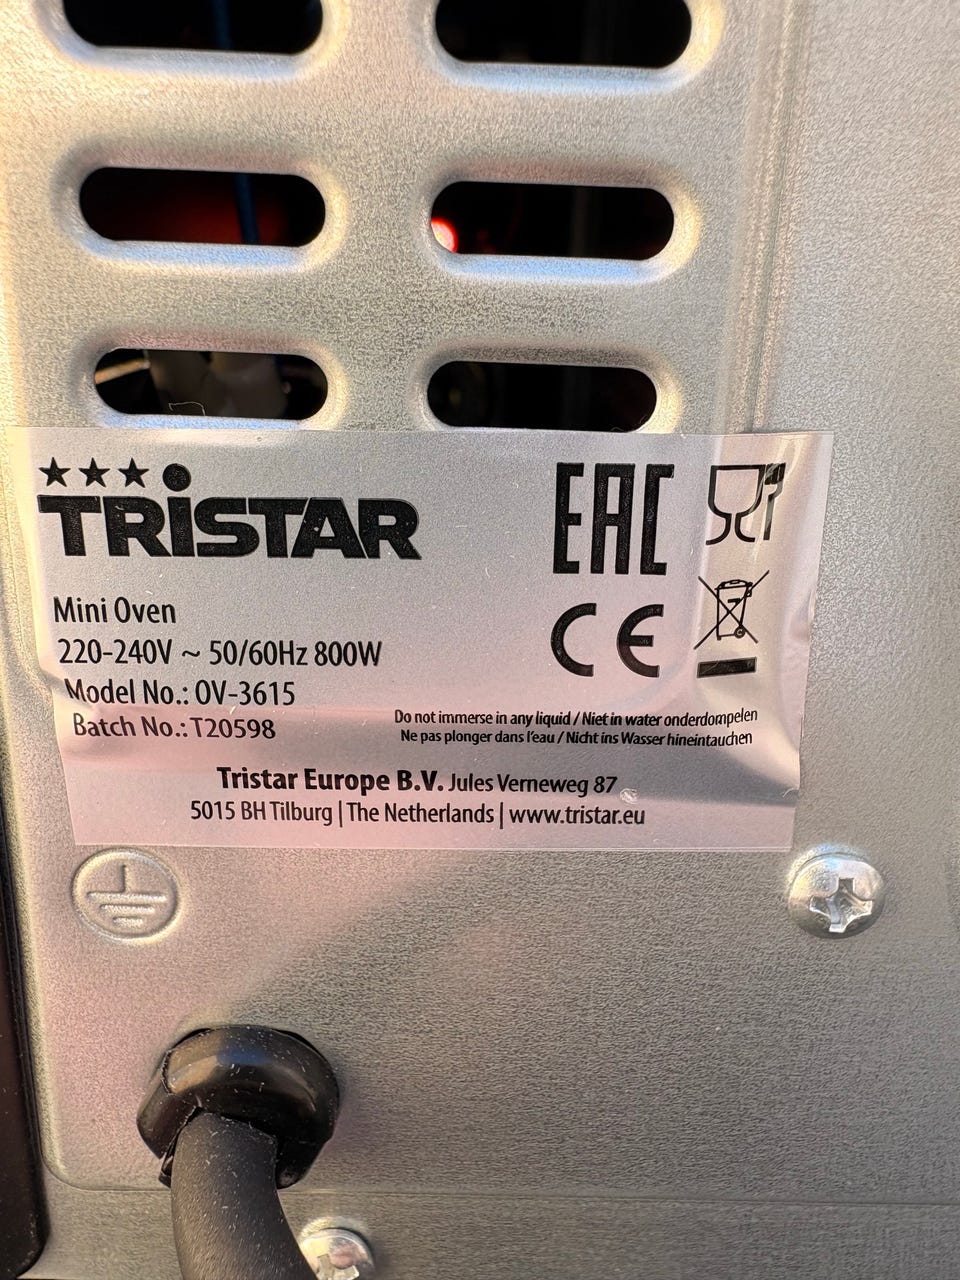 TRiSTAR
EAC
Mini Oven
220-240V ~ 50/60Hz 800W
CE
Model No.: OV-3615
Batch No.: T20598
Do not immerse in any liquid / Niet in water onderdompelen
Ne pas plonger dans l'eau / Nicht ins Wasser hineintauchen
Tristar Europe B.V. Jules Verneweg 87
5015 BH Tilburg | The Netherlands | www.tristar.eu